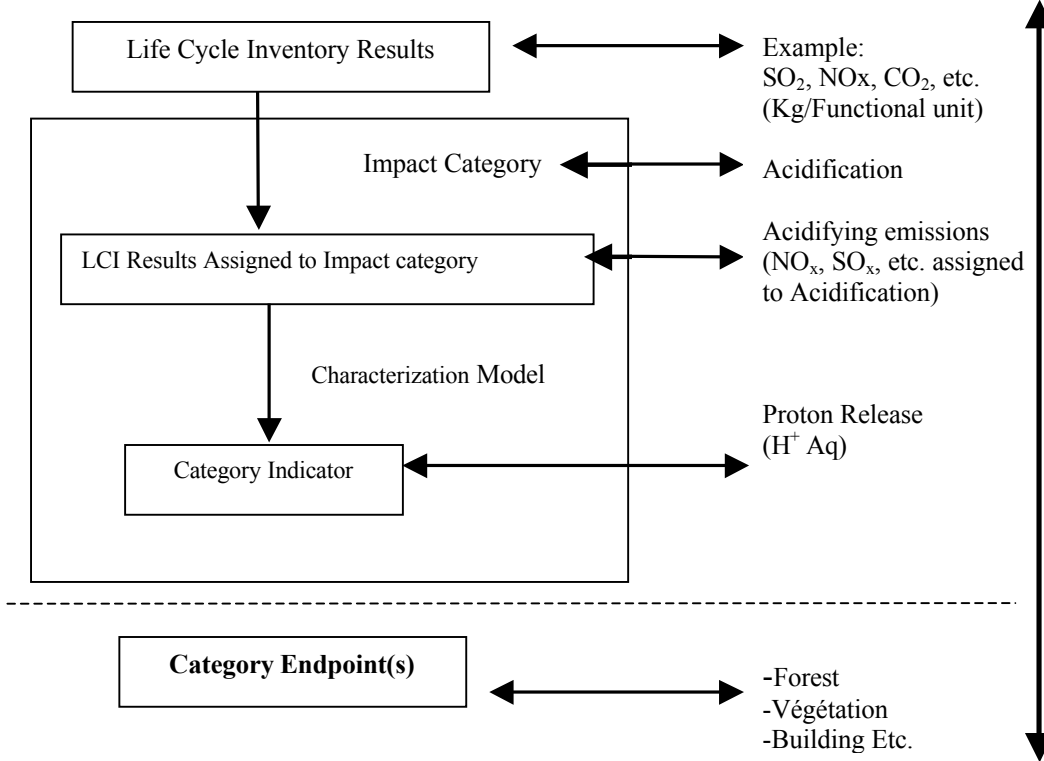 Life Cycle Inventory Results
Example:
SO₂, NOx, CO₂, etc.
(Kg/Functional unit)
Impact Category
Acidification
LCI Results Assigned to Impact category
Acidifying emissions
(NOₓ, SOₓ, etc. assigned
to Acidification)
Characterization Model
Proton Release
(H⁺ Aq)
Category Indicator
Category Endpoint(s)
-Forest
-Végétation
-Building Etc.